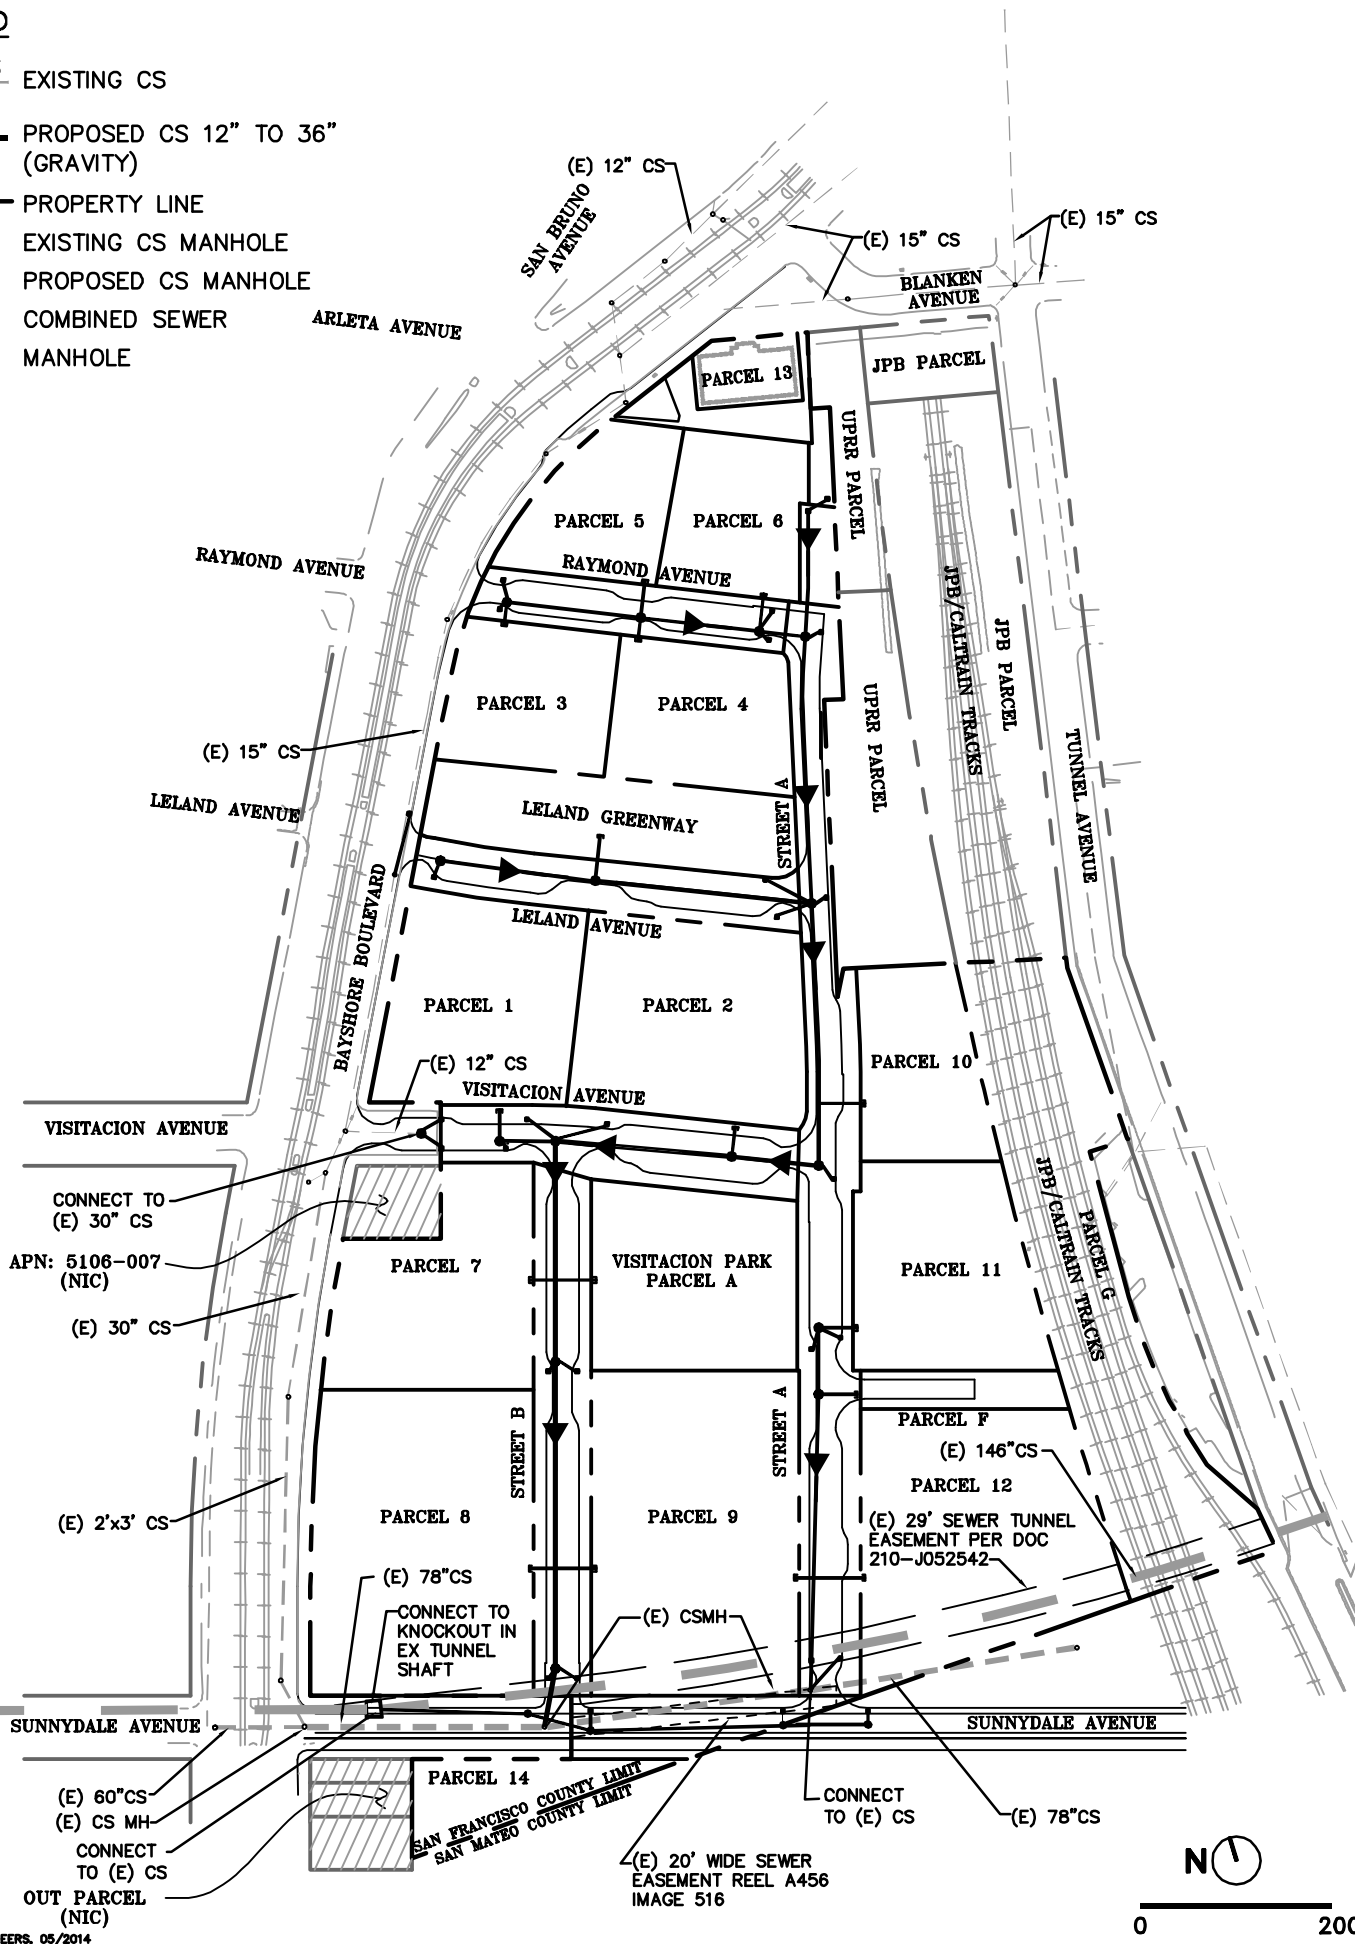 EXISTING CS
PROPOSED CS 12" TO 36"
(GRAVITY)
PROPERTY LINE
EXISTING CS MANHOLE
PROPOSED CS MANHOLE
COMBINED SEWER
MANHOLE
(E) 12" CS
SAN BRUNO
AVENUE
(E) 15" CS
(E) 15" CS
BLANKEN
AVENUE
ARLETA AVENUE
PARCEL 13
JPB PARCEL
UPRR PARCEL
PARCEL 5
PARCEL 6
RAYMOND AVENUE
RAYMOND AVENUE
JPB/CALTRAIN TRACKS
JPB PARCEL
PARCEL 3
PARCEL 4
UPRR PARCEL
(E) 15" CS
TUNNEL AVENUE
LELAND AVENUE
LELAND GREENWAY
STREET A
BAYSHORE BOULEVARD
LELAND AVENUE
PARCEL 1
PARCEL 2
PARCEL 10
(E) 12" CS
VISITACION AVENUE
VISITACION AVENUE
CONNECT TO
(E) 30" CS
APN: 5106-007
(NIC)
PARCEL 7
VISITACION PARK
PARCEL A
PARCEL 11
JPB/CALTRAIN TRACKS
PARCEL G
(E) 30" CS
STREET B
STREET A
PARCEL F
(E) 146"CS
PARCEL 12
(E) 2'x3' CS
PARCEL 8
PARCEL 9
(E) 29' SEWER TUNNEL
EASEMENT PER DOC
210-J052542
(E) 78"CS
CONNECT TO
KNOCKOUT IN
EX TUNNEL
SHAFT
(E) CSMH
SUNNYDALE AVENUE
SUNNYDALE AVENUE
PARCEL 14
SAN FRANCISCO COUNTY LIMIT
SAN MATEO COUNTY LIMIT
(E) 60"CS
(E) CS MH
CONNECT
TO (E) CS
OUT PARCEL
(NIC)
CONNECT
TO (E) CS
(E) 78"CS
(E) 20' WIDE SEWER
EASEMENT REEL A456
IMAGE 516
N
0
200
EERS, 05/2014